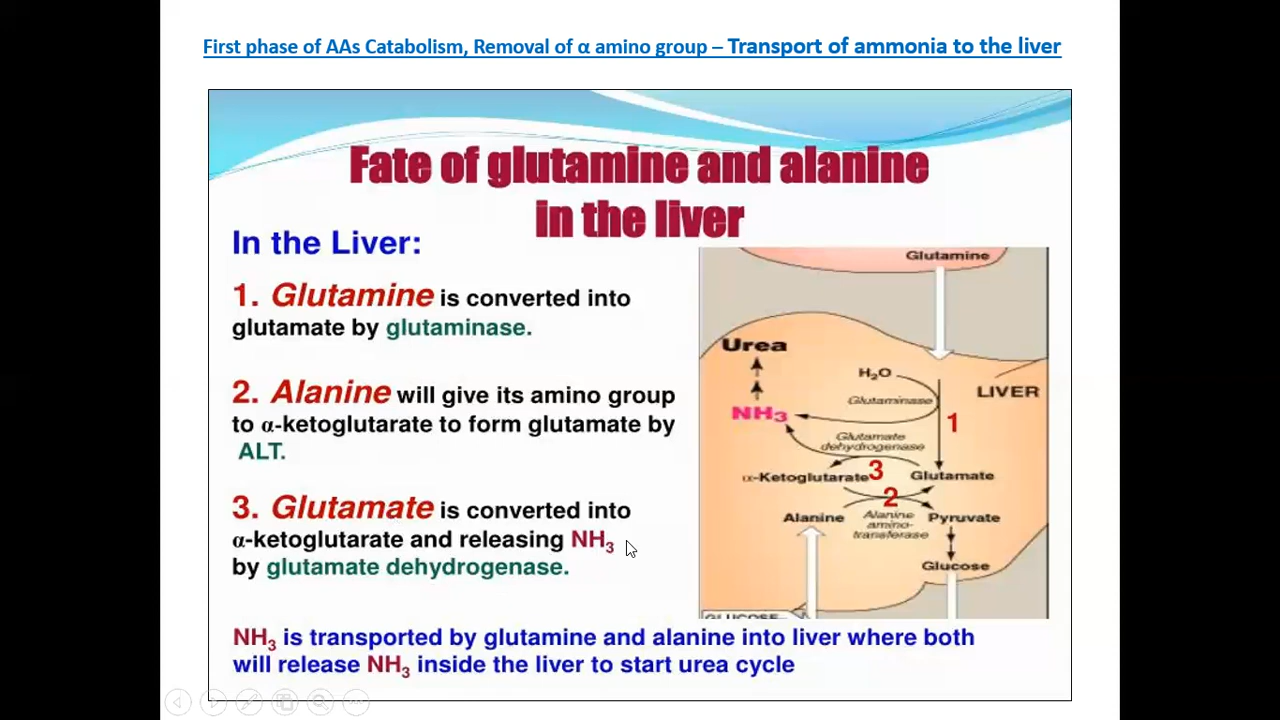 First phase of AAs Catabolism, Removal of α amino group – Transport of ammonia to the liver
Fate of glutamine and alanine
in the liver
In the Liver:
1. Glutamine is converted into
glutamate by glutaminase.
2. Alanine will give its amino group
to α-ketoglutarate to form glutamate by
ALT.
3. Glutamate is converted into
α-ketoglutarate and releasing NH3
by glutamate dehydrogenase.
Glutamine
Urea
H2O
LIVER
Glutaminase
NH3
1
Glutamate
dehydrogenase
α-Ketoglutarate
3
Glutamate
2
Alanine
Alanine
amino-
transferase
Pyruvate
Glucose
GLUCOSE
NH3 is transported by glutamine and alanine into liver where both
will release NH3 inside the liver to start urea cycle